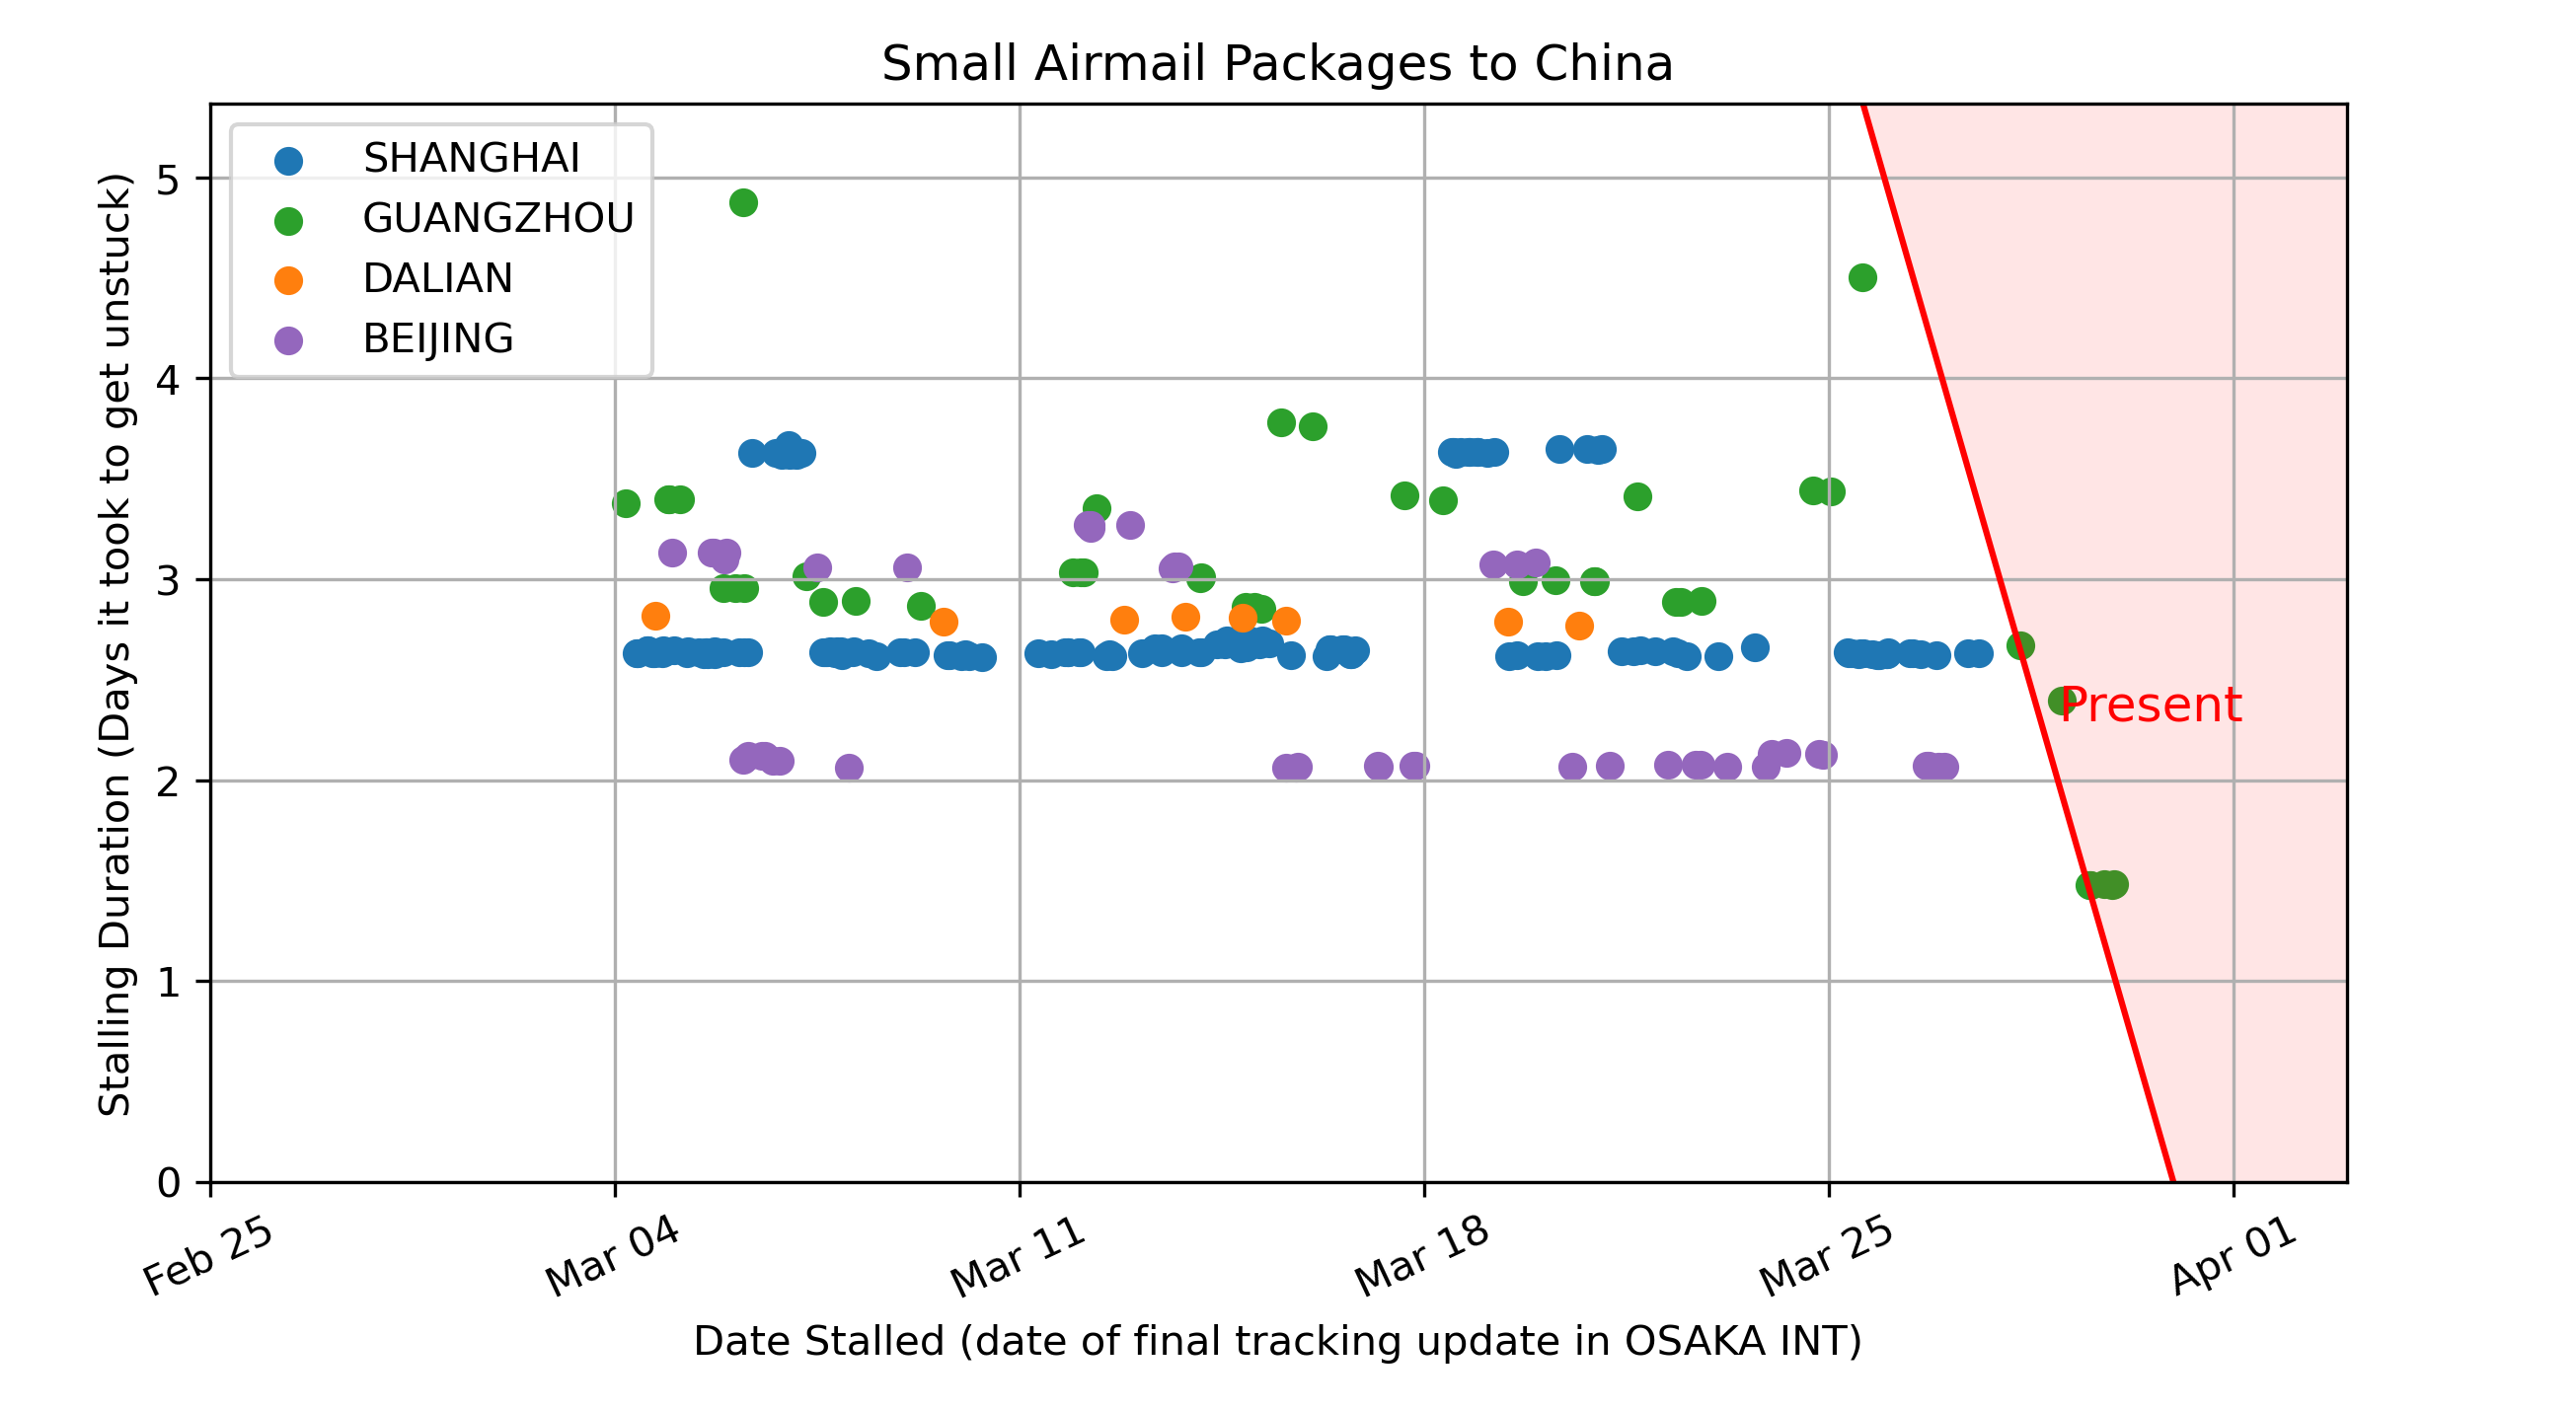 Small Airmail Packages to China
SHANGHAI
GUANGZHOU
DALIAN
BEIJING
Stalling Duration (Days it took to get unstuck)
5
4
3
2
1
0
Present
Feb 25
Mar 04
Mar 11
Mar 18
Mar 25
Apr 01
Date Stalled (date of final tracking update in OSAKA INT)